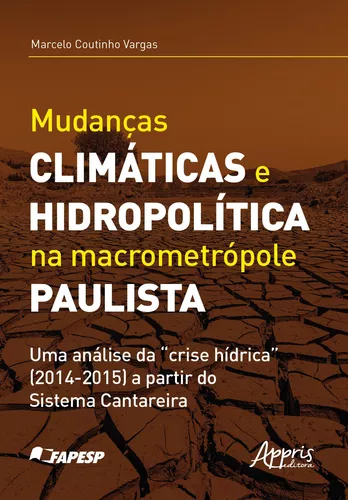 Marcelo Coutinho Vargas
Mudanças
CLIMÁTICAS e
HIDROPOLÍTICA
na macrometrópole
PAULISTA
Uma análise da “crise hídrica”
(2014-2015) a partir do
Sistema Cantareira
FAPESP
Appris
editora